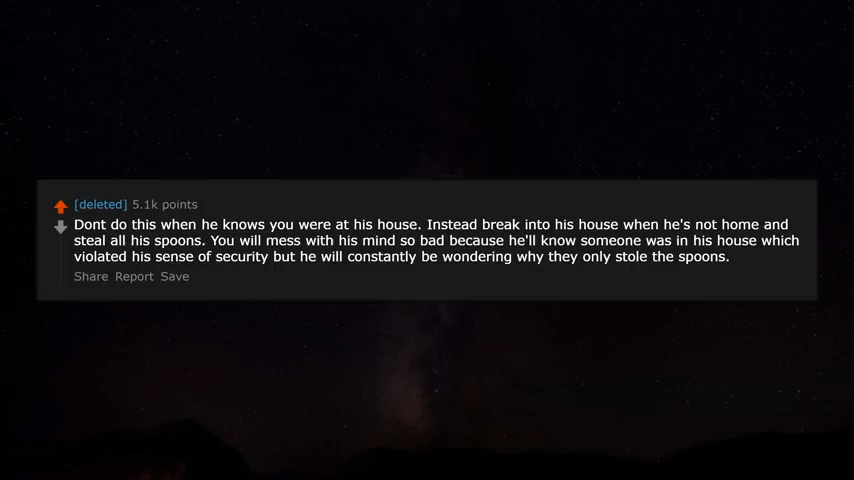 [deleted] 5.1k points
Dont do this when he knows you were at his house. Instead break into his house when he's not home and
steal all his spoons. You will mess with his mind so bad because he'll know someone was in his house which
violated his sense of security but he will constantly be wondering why they only stole the spoons.
Share Report Save